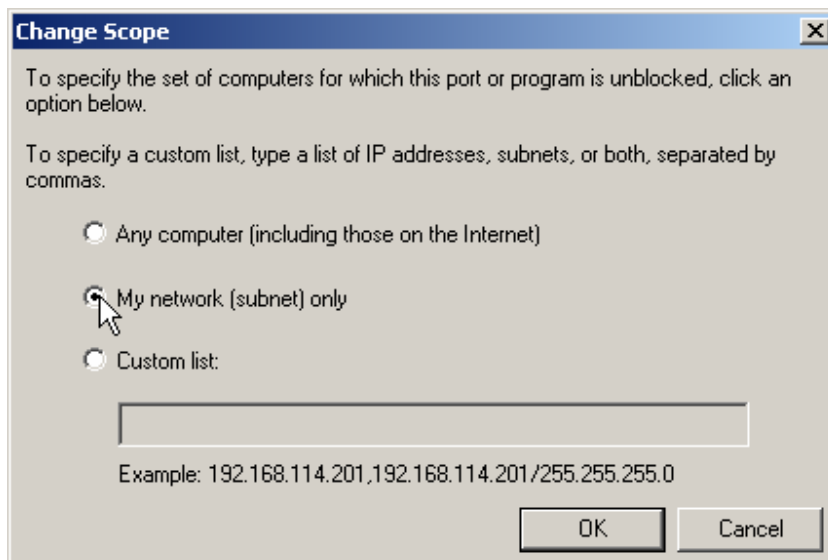 Change Scope
To specify the set of computers for which this port or program is unblocked, click an
option below.
To specify a custom list, type a list of IP addresses, subnets, or both, separated by
commas.
Any computer (including those on the Internet)
My network (subnet) only
Custom list:
Example: 192.168.114.201,192.168.114.201/255.255.255.0
OK Cancel